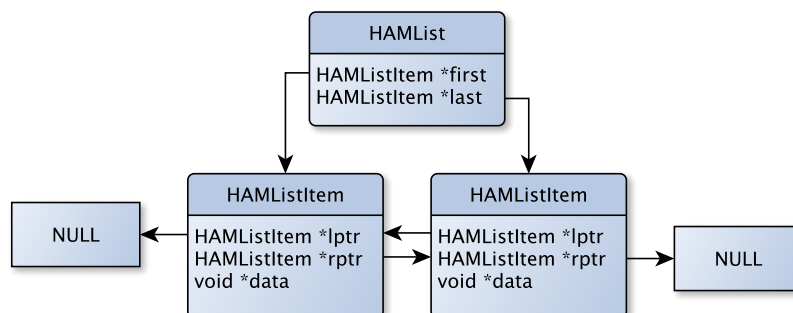 HAMList
HAMListItem *first
HAMListItem *last
HAMListItem
HAMListItem *lptr
HAMListItem *rptr
void *data
HAMListItem
HAMListItem *lptr
HAMListItem *rptr
void *data
NULL
NULL